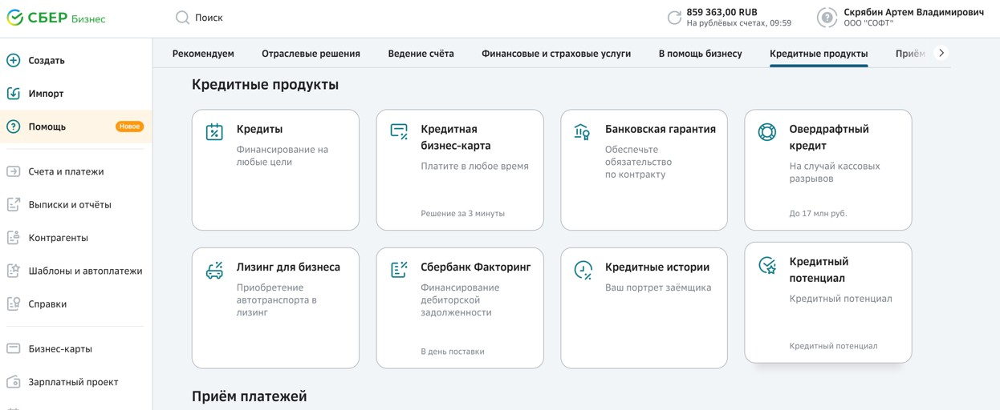 СБЕР Бизнес
Поиск
859 363,00 RUB
На рублёвых счетах, 09:59
Скрябин Артем Владимирович
ООО "СОФТ"
Создать
Импорт
Помощь
Новое
Счета и платежи
Выписки и отчёты
Контрагенты
Шаблоны и автоплатежи
Справки
Бизнес-карты
Зарплатный проект
Рекомендуем
Отраслевые решения
Ведение счёта
Финансовые и страховые услуги
В помощь бизнесу
Кредитные продукты
Приём
Кредитные продукты
Кредиты
Финансирование на
любые цели
Кредитная
бизнес-карта
Платите в любое время
Решение за 3 минуты
Банковская гарантия
Обеспечьте
обязательство
по контракту
Овердрафтный
кредит
На случай кассовых
разрывов
До 17 млн руб.
Лизинг для бизнеса
Приобретение
автотранспорта в
лизинг
Сбербанк Факторинг
Финансирование
дебиторской
задолженности
В день поставки
Кредитные истории
Ваш портрет заёмщика
Кредитный
потенциал
Кредитный потенциал
Кредитный потенциал
Приём платежей